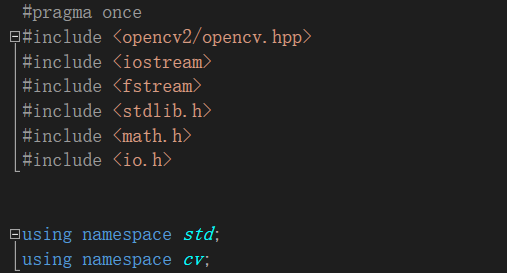 #pragma once
#include <opencv2/opencv.hpp>
#include <iostream>
#include <fstream>
#include <stdlib.h>
#include <math.h>
#include <io.h>
using namespace std;
using namespace cv;